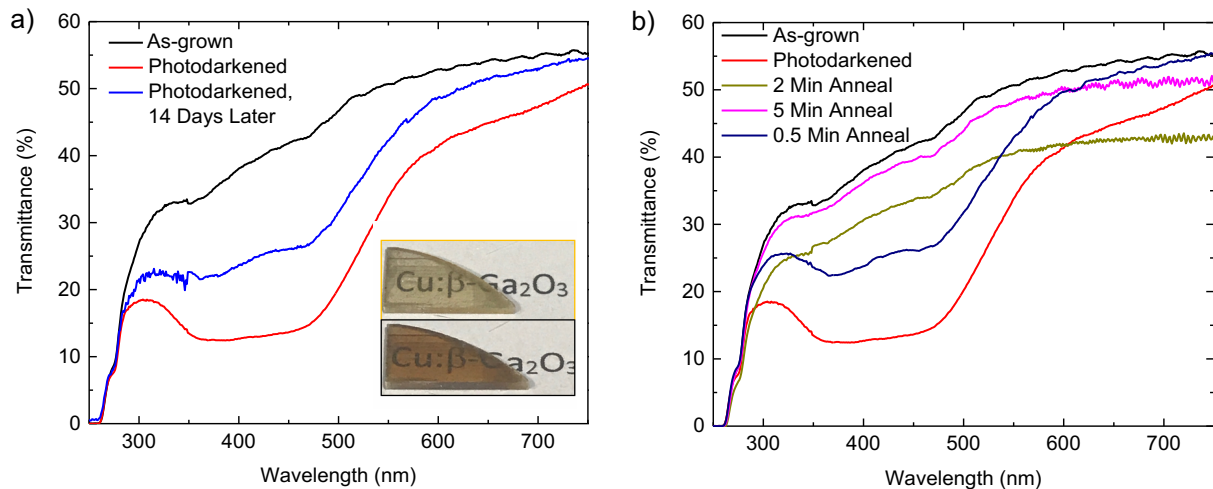 a)
60
50
40
30
20
10
0
Transmittance (%)
As-grown
Photodarkened
Photodarkened,
14 Days Later
Cu:β-Ga₂O₃
Cu:β-Ga₂O₃
300 400 500 600 700
Wavelength (nm)
b)
60
50
40
30
20
10
0
Transmittance (%)
As-grown
Photodarkened
2 Min Anneal
5 Min Anneal
0.5 Min Anneal
300 400 500 600 700
Wavelength (nm)